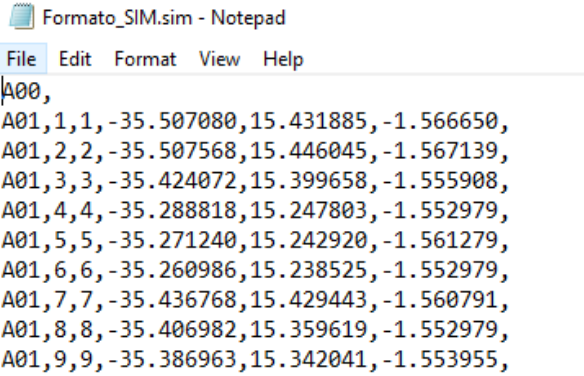 Formato_SIM.sim - Notepad
File Edit Format View Help
A00,
A01,1,1,-35.507080,15.431885,-1.566650,
A01,2,2,-35.507568,15.446045,-1.567139,
A01,3,3,-35.424072,15.399658,-1.555908,
A01,4,4,-35.288818,15.247803,-1.552979,
A01,5,5,-35.271240,15.242920,-1.561279,
A01,6,6,-35.260986,15.238525,-1.552979,
A01,7,7,-35.436768,15.429443,-1.560791,
A01,8,8,-35.406982,15.359619,-1.552979,
A01,9,9,-35.386963,15.342041,-1.553955,